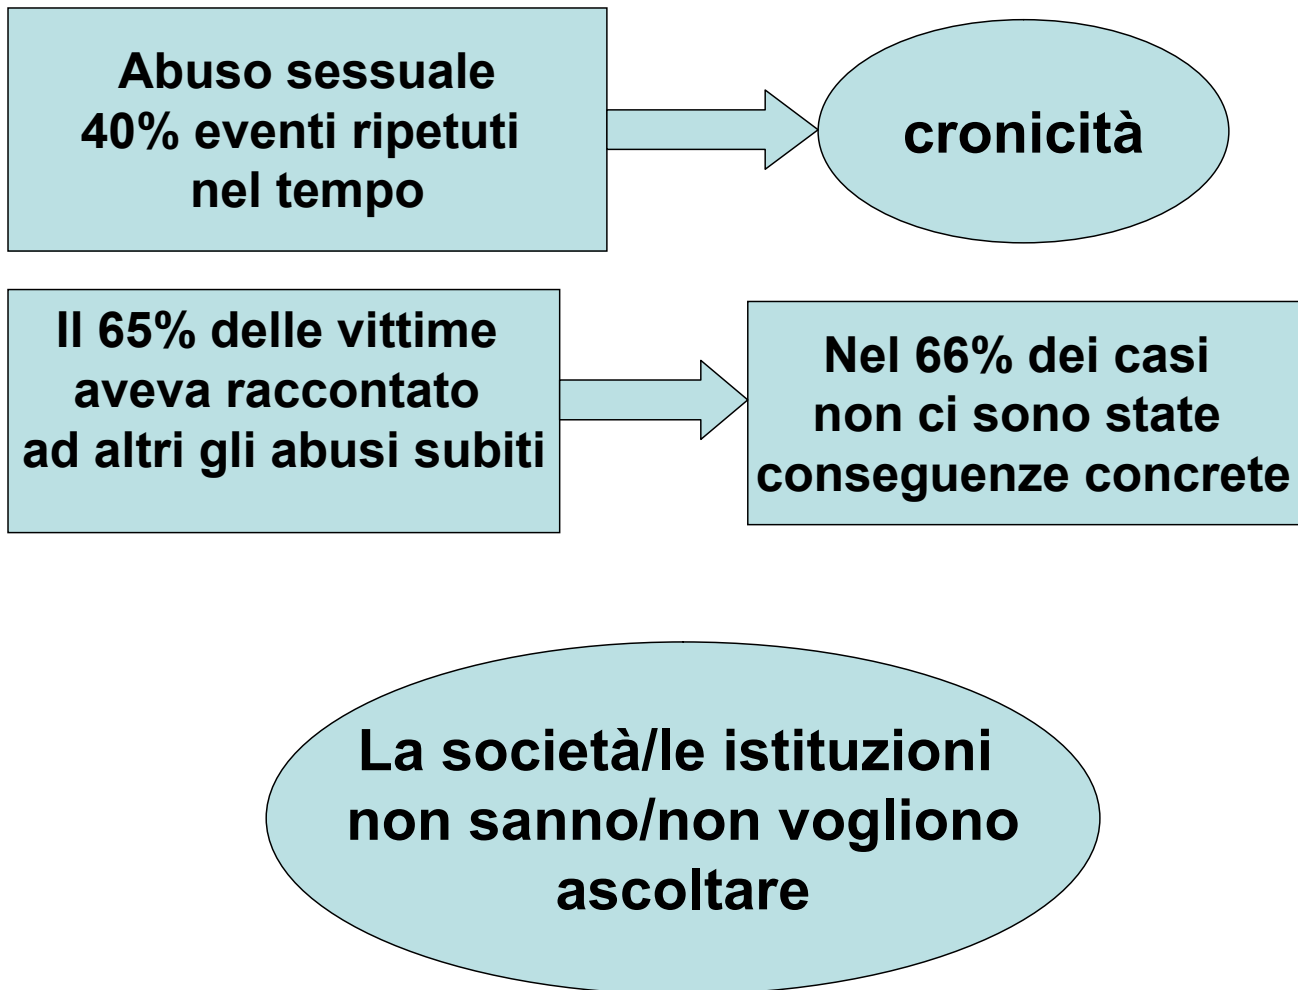 Abuso sessuale
40% eventi ripetuti
nel tempo
cronicità
Il 65% delle vittime
aveva raccontato
ad altri gli abusi subiti
Nel 66% dei casi
non ci sono state
conseguenze concrete
La società/le istituzioni
non sanno/non vogliono
ascoltare